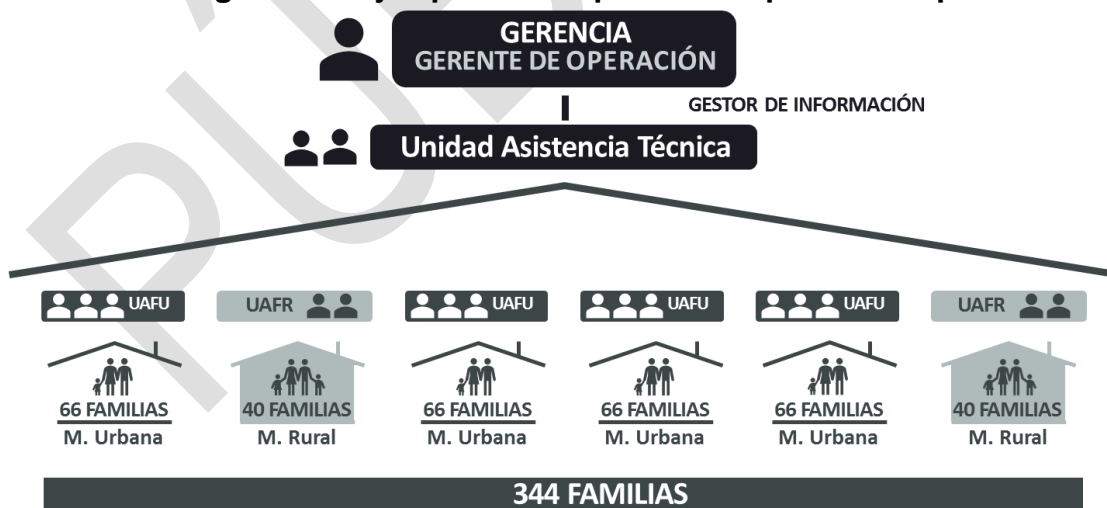 GERENCIA
GERENTE DE OPERACIÓN
GESTOR DE INFORMACIÓN
Unidad Asistencia Técnica
UAFU UAFR UAFU UAFU UAFU UAFR
66 FAMILIAS 40 FAMILIAS 66 FAMILIAS 66 FAMILIAS 66 FAMILIAS 40 FAMILIAS
M. Urbana M. Rural M. Urbana M. Urbana M. Urbana M. Rural
344 FAMILIAS